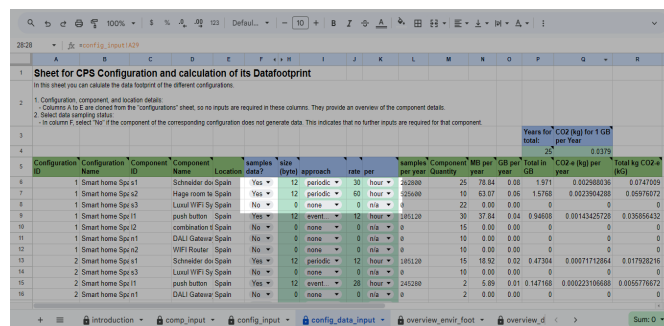 100% $ % .0 .00 123 Defaul... − 10 + B I A
28:28 fx =config_input!A29
A B C D E F H I J K L M N O P Q R
1 Sheet for CPS Configuration and calculation of its Datafootprint
In this sheet you can calulate the data footprint of the different configurations.
2 1. Configuration, component, and location details:
- Columns A to E are cloned from the "configurations" sheet, so no inputs are required in these columns. They provide an overview of the component details.
2. Select data sampling status:
- In column F, select "No" if the component of the corresponding configuration does not generate data. This indicates that no further inputs are required for that component.
3 Years for total: CO2 (kg) for 1 GB per Year
4 25 0.0379
5 Configuration ID Configuration Name Component ID Component Name Location samples data? size (byte) approach rate per samples per year Component Quantity MB per year GB per year Total in GB CO2-e (kg) per year Total kg CO2-e (KG)
6 1 Smart home Spa s1 Schneider do Spain Yes 12 periodic 30 hour 262800 25 78.84 0.08 1.971 0.002988036 0.0747009
7 1 Smart home Spa s2 Hage room te Spain Yes 12 periodic 60 hour 525600 10 63.07 0.06 1.5768 0.0023904288 0.05976072
8 1 Smart home Spa s3 Luxul WiFi Sy Spain No 0 none 0 n/a 0 22 0.00 0 0 0 0
9 1 Smart home Spa i1 push button Spain Yes 12 event... 12 hour 105120 30 37.84 0.04 0.94608 0.00143425728 0.035856432
10 1 Smart home Spa i2 combination t Spain No 0 none 0 n/a 0 15 0.00 0 0 0 0
11 1 Smart home Spa n1 DALI Gatewa Spain No 0 none 0 n/a 0 10 0.00 0 0 0 0
12 1 Smart home Spa n2 WIFI Router Spain No 0 none 0 n/a 0 10 0.00 0 0 0 0
13 2 Smart home Spa s1 Schneider do Spain Yes 12 periodic 12 hour 105120 15 18.92 0.02 0.47304 0.00071712864 0.017928216
14 2 Smart home Spa s3 Luxul WiFi Sy Spain No 0 none 0 n/a 0 10 0.00 0.00 0 0 0
15 2 Smart home Spa i1 push button Spain Yes 12 event... 28 hour 245280 2 5.89 0.01 0.147168 0.000223106688 0.0055776672
16 2 Smart home Spa n1 DALI Gatewa Spain No 0 none 0 n/a 0 2 0.00 0.00 0 0 0
introduction comp_input config_input config_data_input overview_envir_foot overview_d Sum: 0